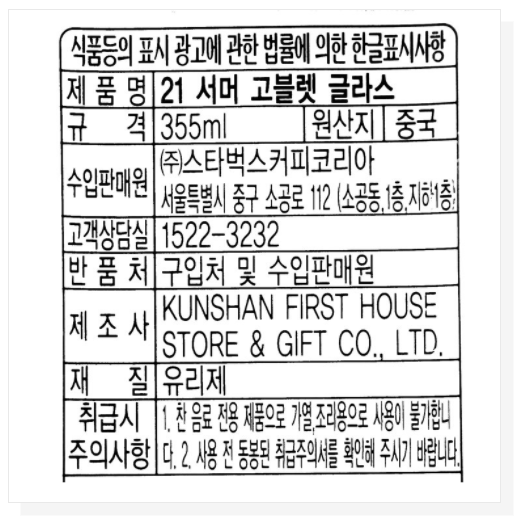 식품등의 표시 광고에 관한 법률에 의한 한글표시사항
제 품 명 21 서머 고블렛 글라스
규 격 355ml 원산지 중국
수입판매원 (주)스타벅스커피코리아
서울특별시 중구 소공로 112 (소공동,1층,지하1층)
고객상담실 1522-3232
반 품 처 구입처 및 수입판매원
제 조 사 KUNSHAN FIRST HOUSE
STORE & GIFT CO., LTD.
재 질 유리제
취급시 1. 찬 음료 전용 제품으로 가열,조리용으로 사용이 불가합니
주의사항 다. 2. 사용 전 동봉된 취급주의서를 확인해 주시기 바랍니다.